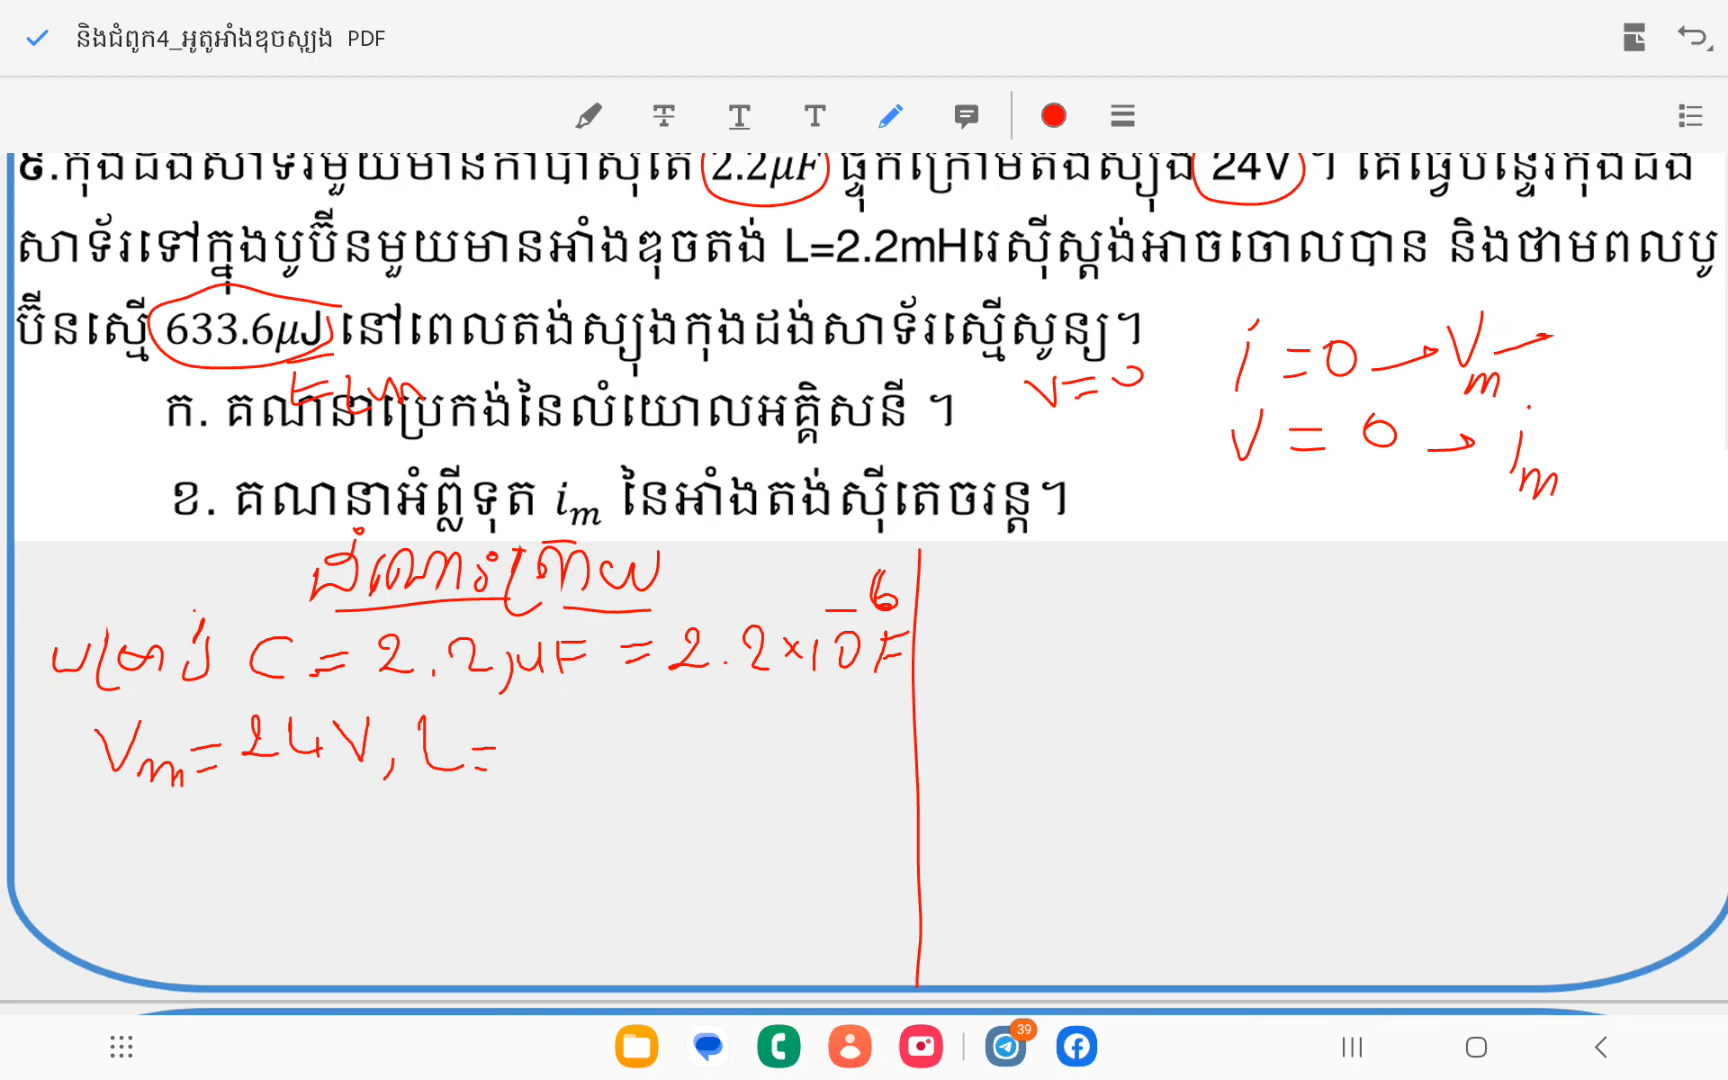 និងជំពូក4_អូតូអាំងឌុចស្យុង PDF
៩.កុងដង់សាទ័រមួយមានកាប៉ាស៊ីតេ 2.2μF ផ្ទុកក្រោមតង់ស្យុង 24V ។ គេធ្វើបន្ទេរកុងដង់
សាទ័រទៅក្នុងបូប៊ីនមួយមានអាំងឌុចតង់ L=2.2mHរេស៊ីស្តង់អាចចោលបាន និងថាមពលបូ
ប៊ីនស្មើ 633.6μJ នៅពេលតង់ស្យុងកុងដង់សាទ័រស្មើសូន្យ។
i = 0 → Vm
ELm
v = 0
ក. គណនាប្រេកង់នៃលំយោលអគ្គិសនី ។
V = 0 → im
ខ. គណនាអំព្លីទុត im នៃអាំងតង់ស៊ីតេចរន្ត។
ដំណោះស្រាយ
បម្រាប់ C = 2.2μF = 2.2×10⁻⁶F
Vm = 24V, L =
39